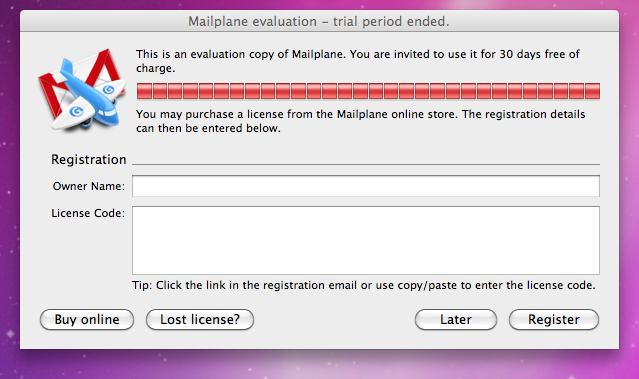 Mailplane evaluation – trial period ended.
This is an evaluation copy of Mailplane. You are invited to use it for 30 days free of
charge.
You may purchase a license from the Mailplane online store. The registration details
can then be entered below.
Registration
Owner Name:
License Code:
Tip: Click the link in the registration email or use copy/paste to enter the license code.
Buy online Lost license? Later Register